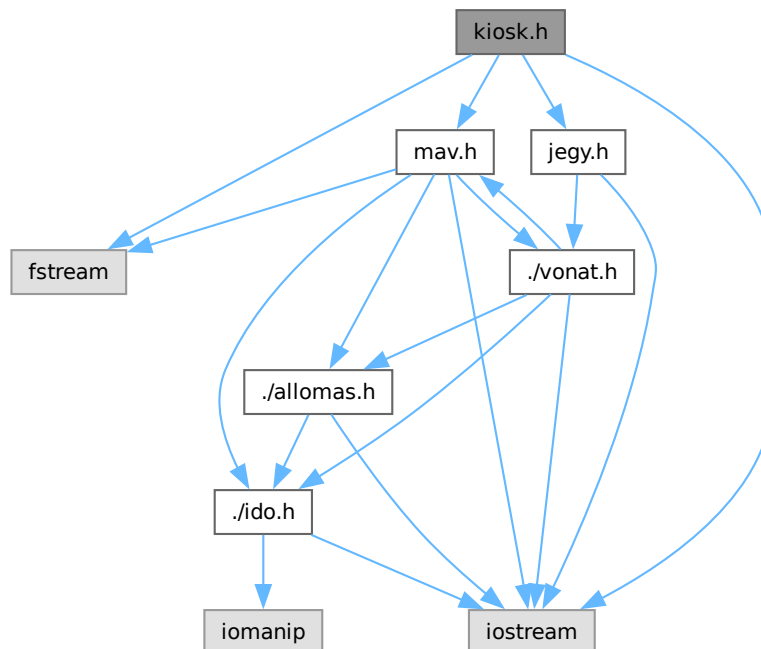 kiosk.h
mav.h
jegy.h
fstream
./vonat.h
./allomas.h
./ido.h
iomanip
iostream